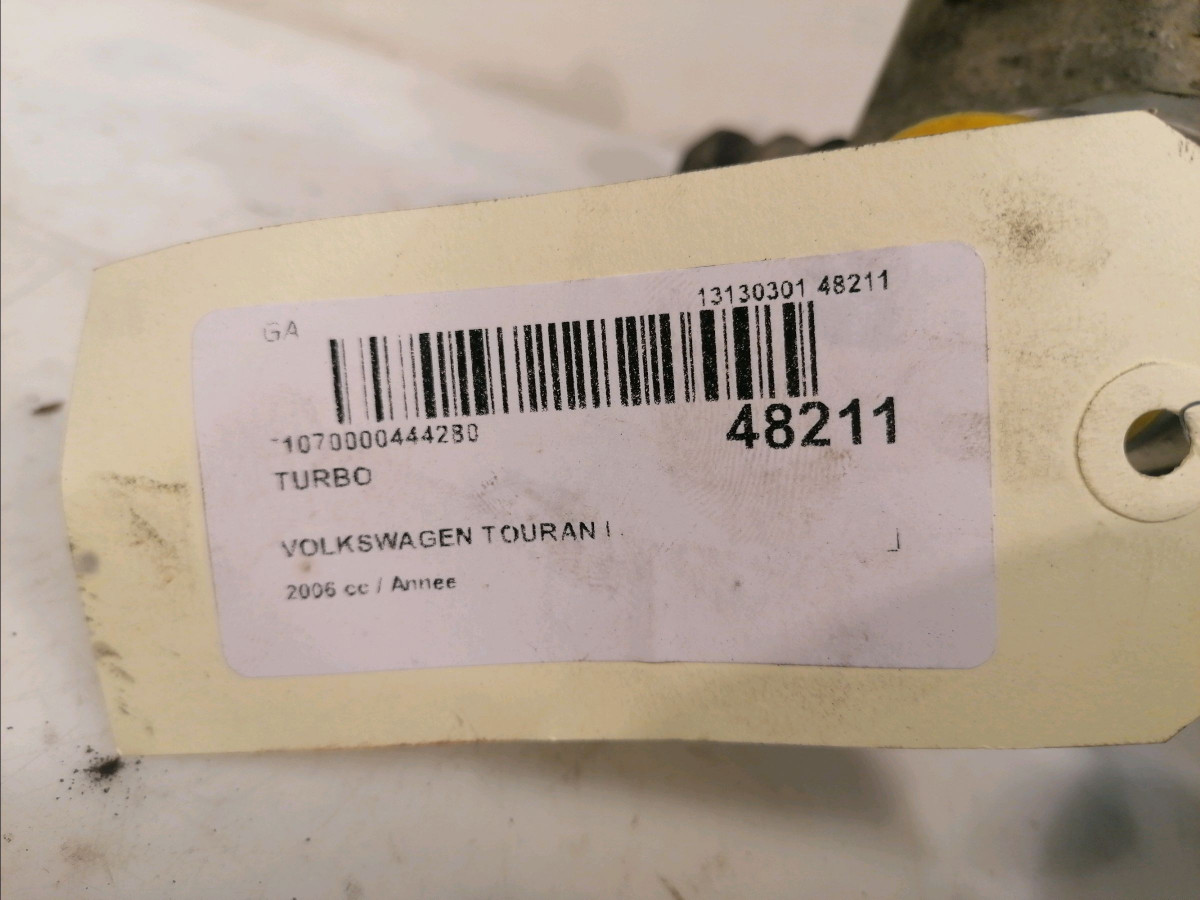 13130301 48211
GA
*1070000444280
48211
TURBO
VOLKSWAGEN TOURAN I
2006 cc / Annee